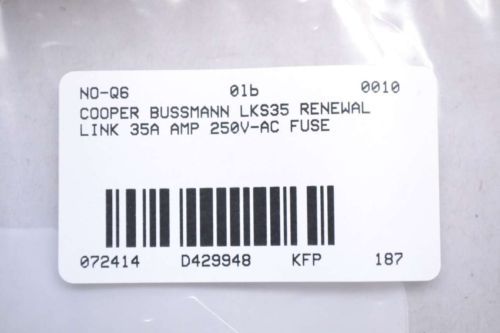 NO-Q6 01b 0010
COOPER BUSSMANN LKS35 RENEWAL
LINK 35A AMP 250V-AC FUSE
072414 D429948 KFP 187